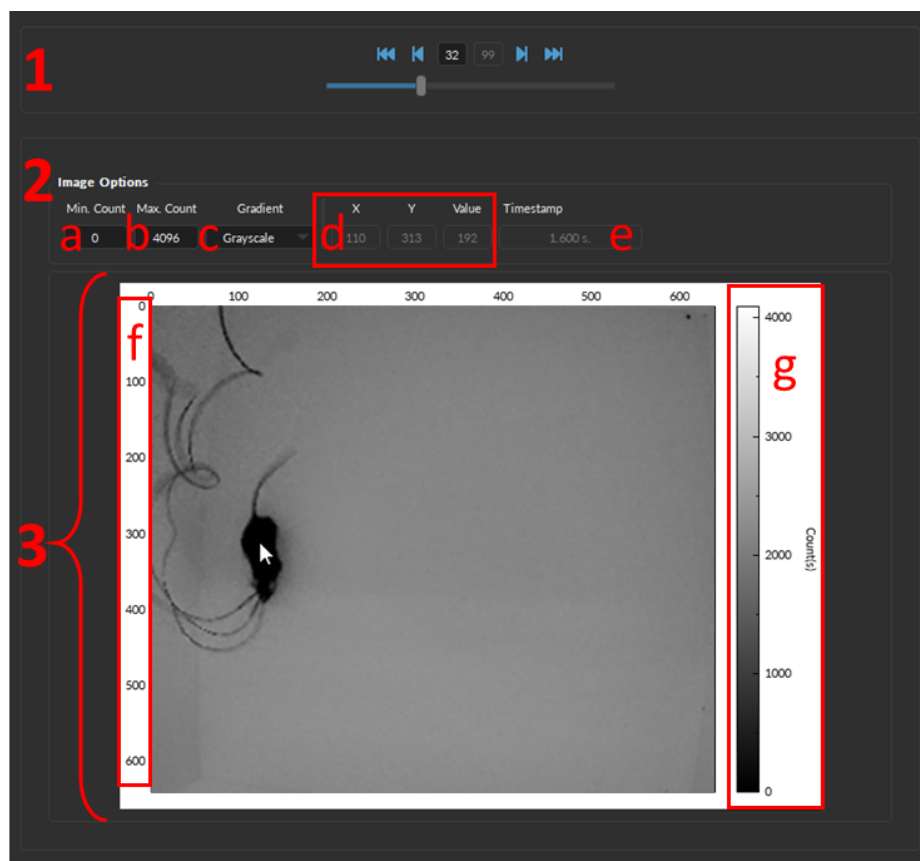 1
32 99
2
Image Options
Min. Count Max. Count Gradient X Y Value Timestamp
a 0 b 4096 c Grayscale d 110 313 192 1.600 s. e
3
0 100 200 300 400 500 600
f
0
100
200
300
400
500
600
g
4000
3000
2000
1000
0
Count(s)